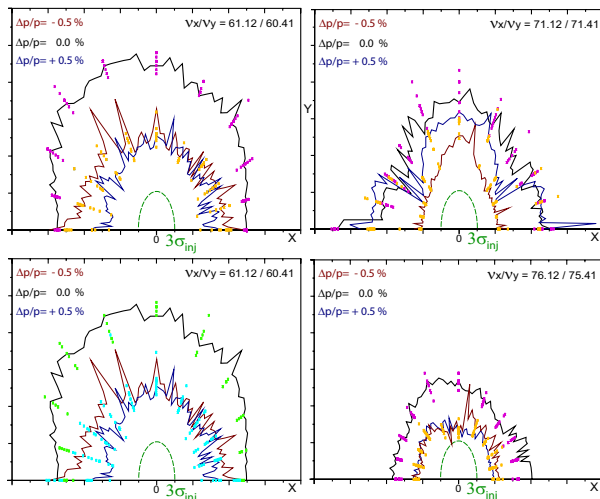 Δp/p= - 0.5 %
νx/νy = 61.12 / 60.41
Δp/p= 0.0 %
Δp/p= + 0.5 %
0
3σinj
X
Δp/p= - 0.5 %
νx/νy = 71.12 / 71.41
Δp/p= 0.0 %
Δp/p= + 0.5 %
Y
0
3σinj
X
Δp/p= - 0.5 %
νx/νy = 61.12 / 60.41
Δp/p= 0.0 %
Δp/p= + 0.5 %
0
3σinj
X
Δp/p= - 0.5 %
νx/νy = 76.12 / 75.41
Δp/p= 0.0 %
Δp/p= + 0.5 %
0
3σinj
X